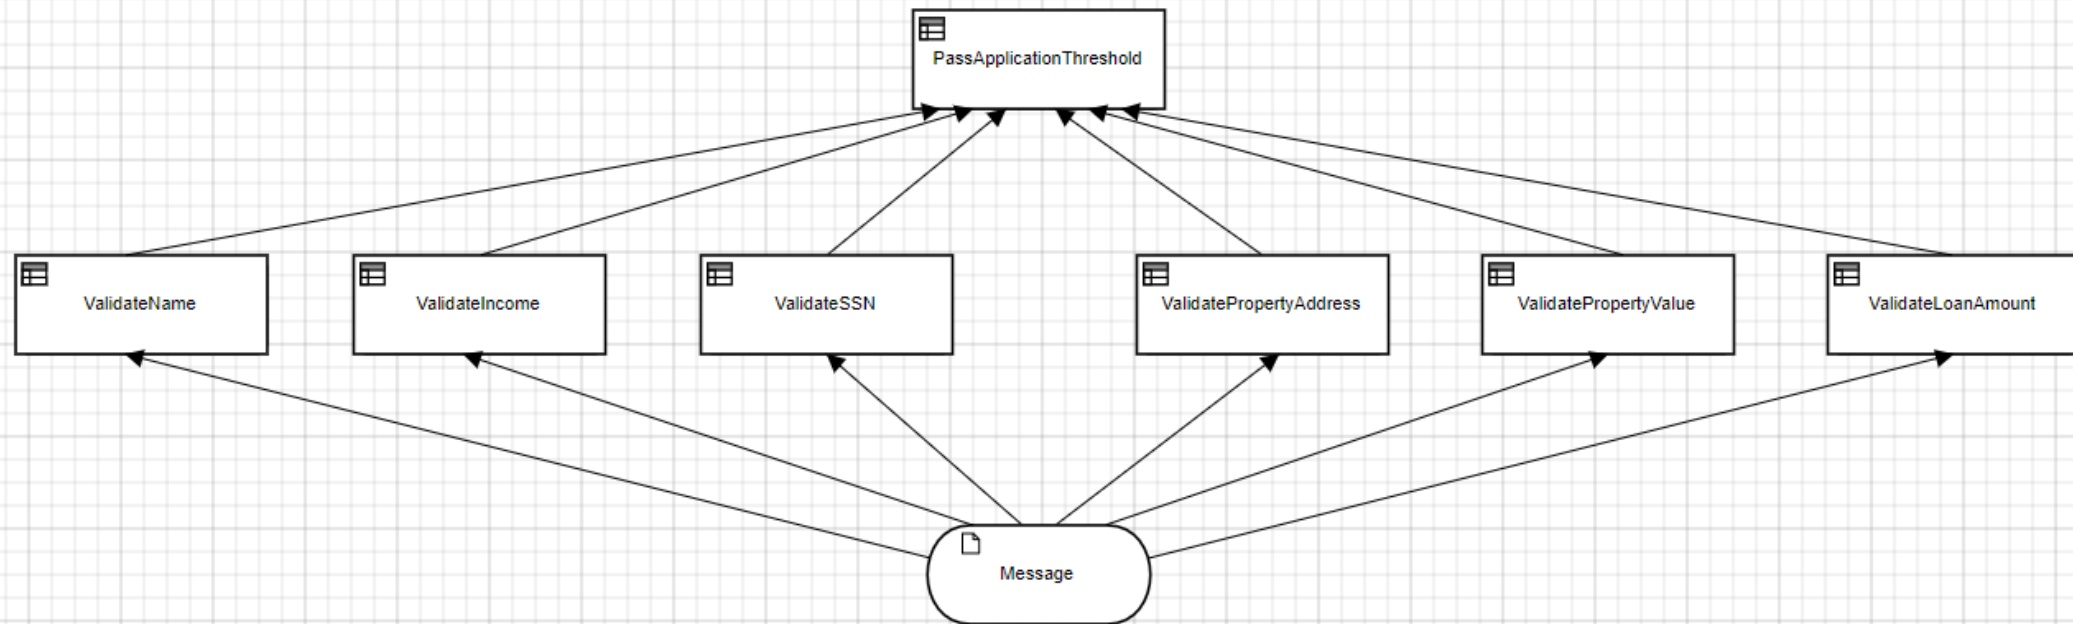 PassApplicationThreshold
ValidateName
ValidateIncome
ValidateSSN
ValidatePropertyAddress
ValidatePropertyValue
ValidateLoanAmount
Message